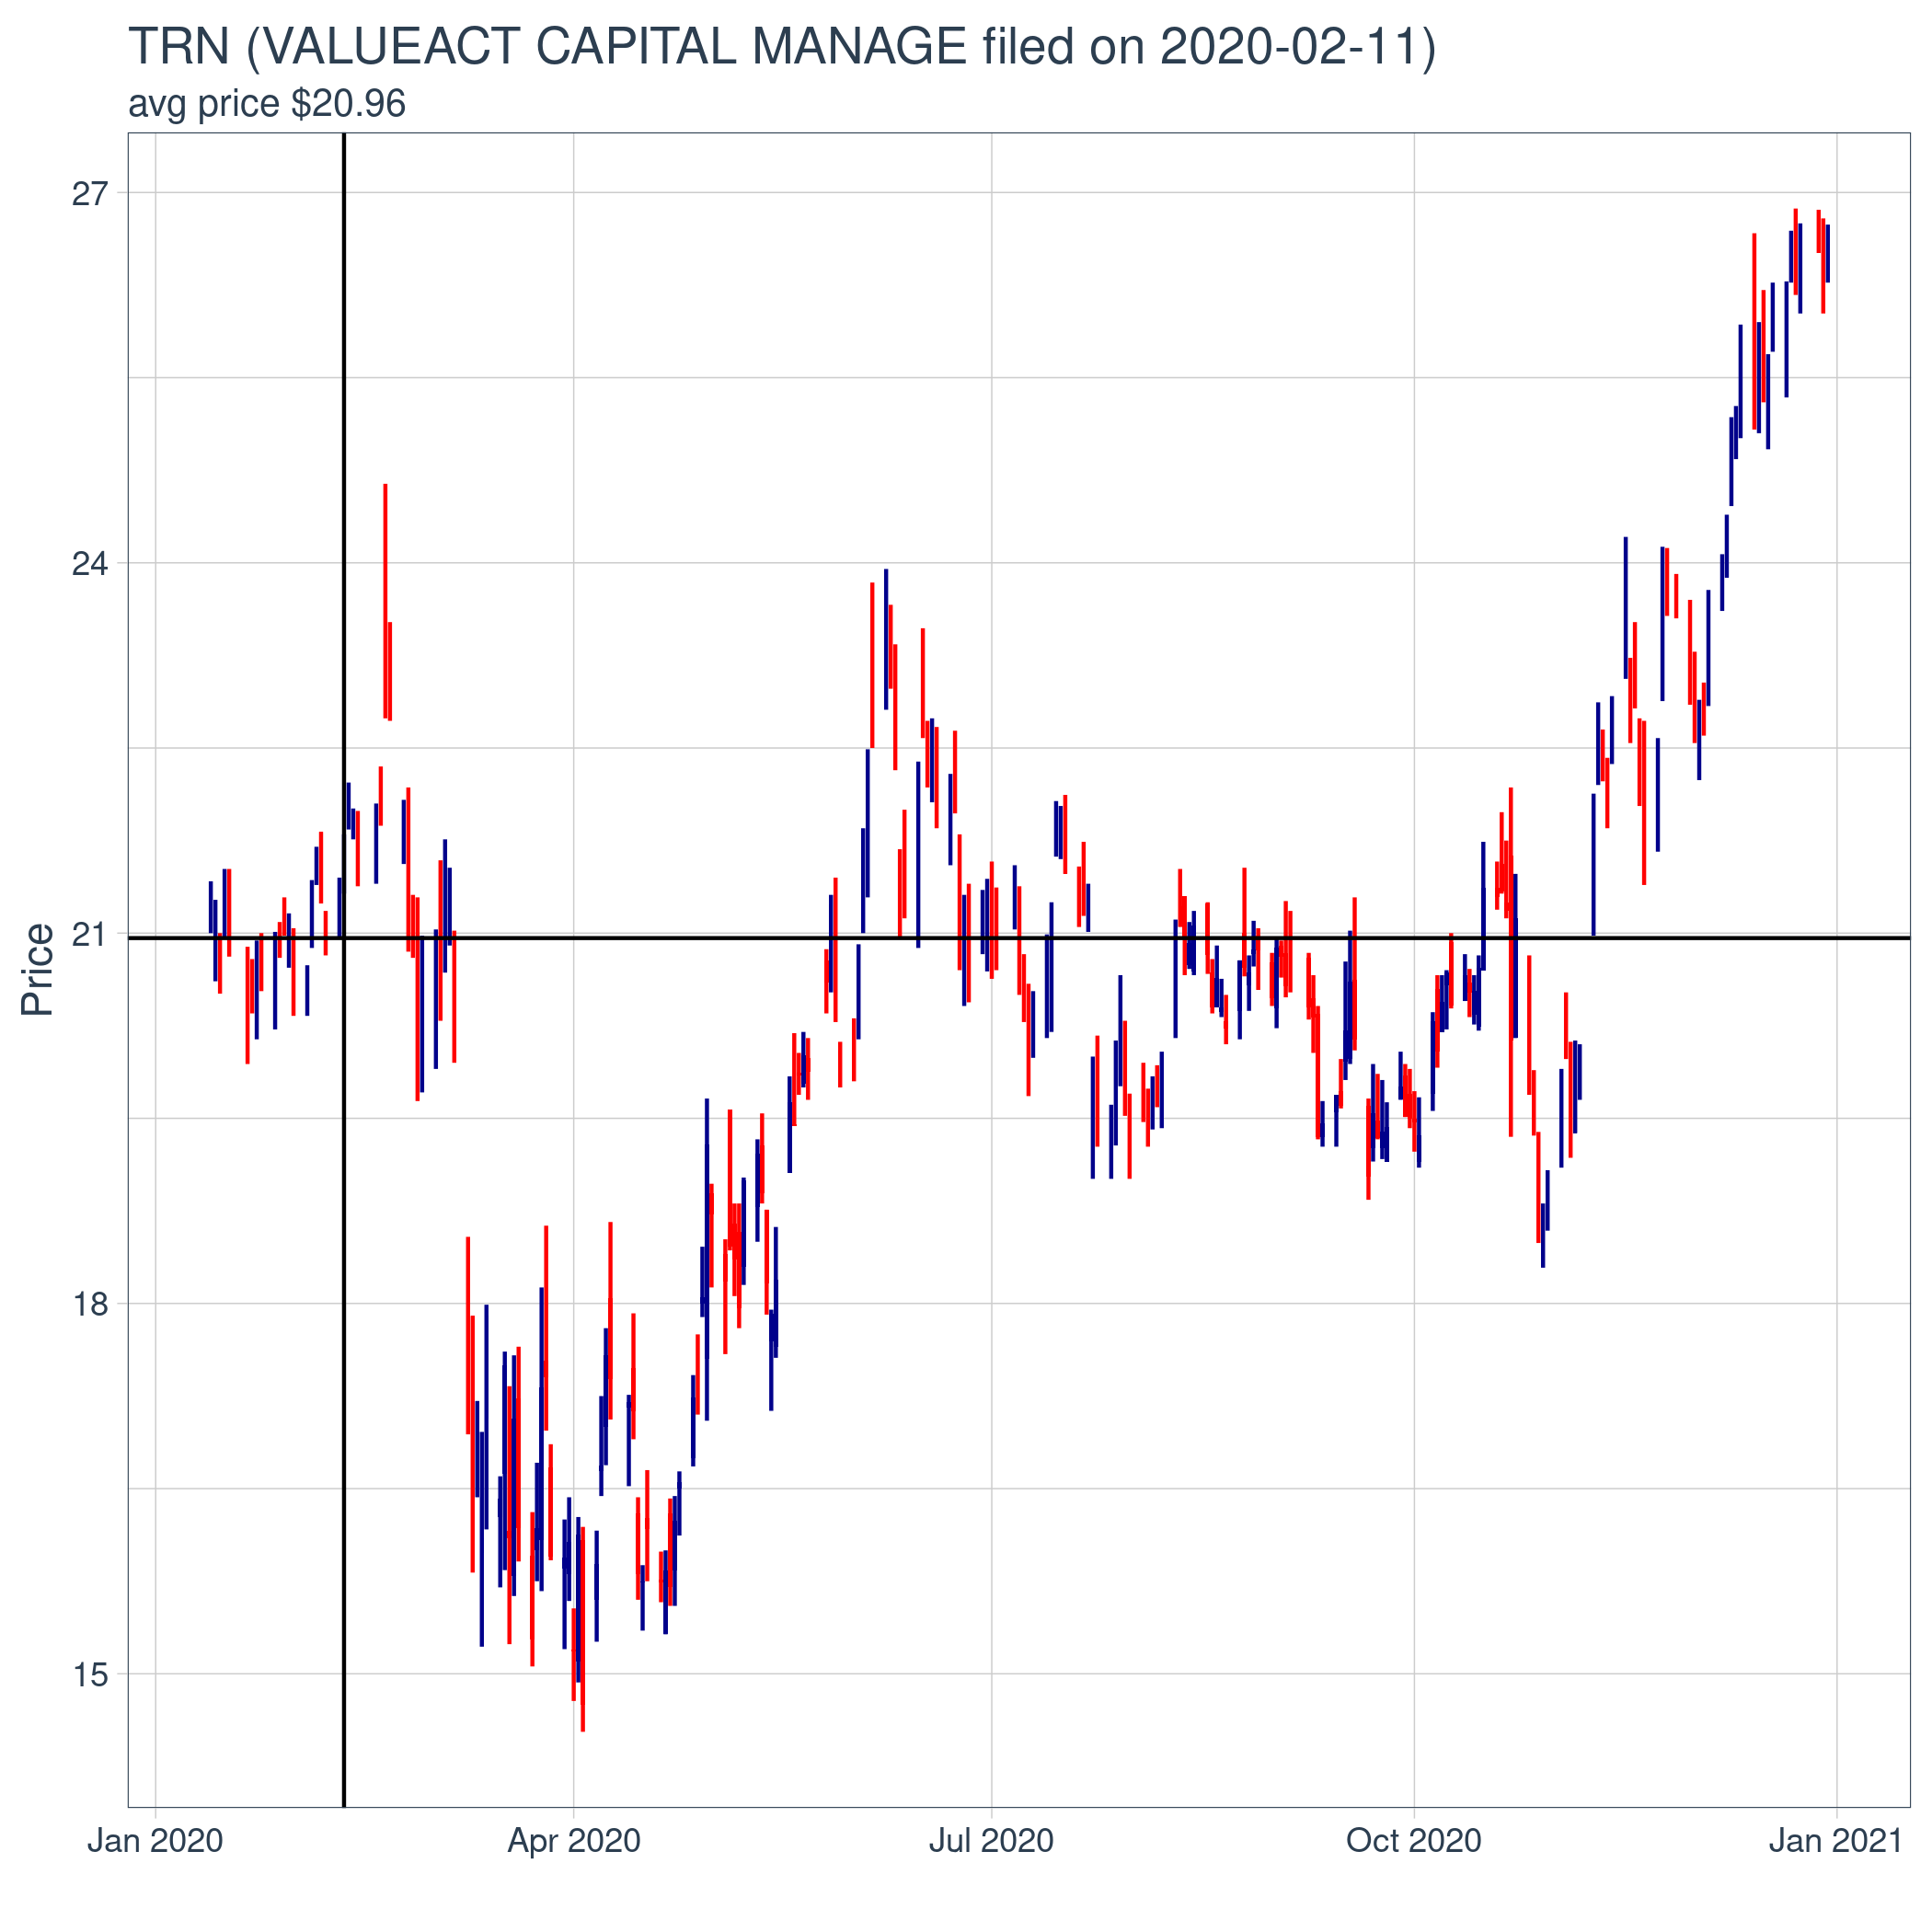 TRN (VALUEACT CAPITAL MANAGE filed on 2020-02-11)
avg price $20.96
27
24
21
18
15
Price
Jan 2020 Apr 2020 Jul 2020 Oct 2020 Jan 2021